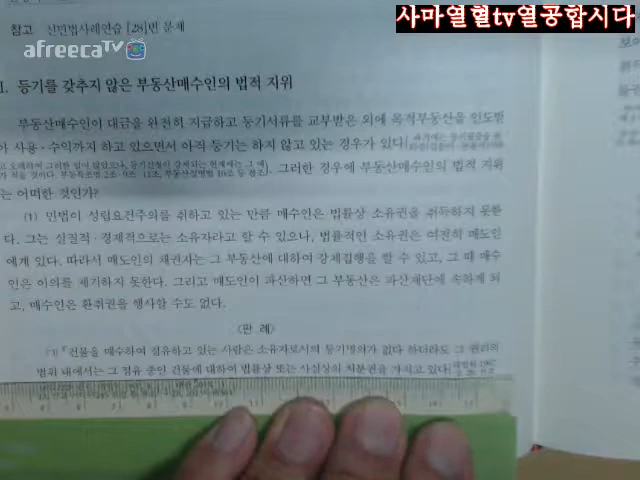 사마열혈tv열공합시다
참고 신민법사례연습 [28]번 문제
afreecaTV
I. 등기를 갖추지 않은 부동산매수인의 법적 지위
부동산매수인이 대금을 완전히 지급하고 등기서류를 교부받은 외에 목적부동산을 인도받
아 사용·수익까지 하고 있으면서 아직 등기는 하지 않고 있는 경우가 있다
그러한 경우에 부동산매수인의 법적 지위
는 어떠한 것인가?
(1) 민법이 성립요건주의를 취하고 있는 만큼 매수인은 법률상 소유권을 취득하지 못한
다. 그는 실질적·경제적으로는 소유자라고 할 수 있으나, 법률적인 소유권은 여전히 매도인
에게 있다. 따라서 매도인의 채권자는 그 부동산에 대하여 강제집행을 할 수 있고, 그 때 매수
인은 이의를 제기하지 못한다. 그리고 매도인이 파산하면 그 부동산은 파산재단에 속하게 되
고, 매수인은 환취권을 행사할 수도 없다.
〈판 례〉
「건물을 매수하여 점유하고 있는 사람은 소유자로서의 등기명의가 없다 하더라도 그 권리의
범위 내에서는 그 점유 중인 건물에 대하여 법률상 또는 사실상의 처분권을 가지고 있다」